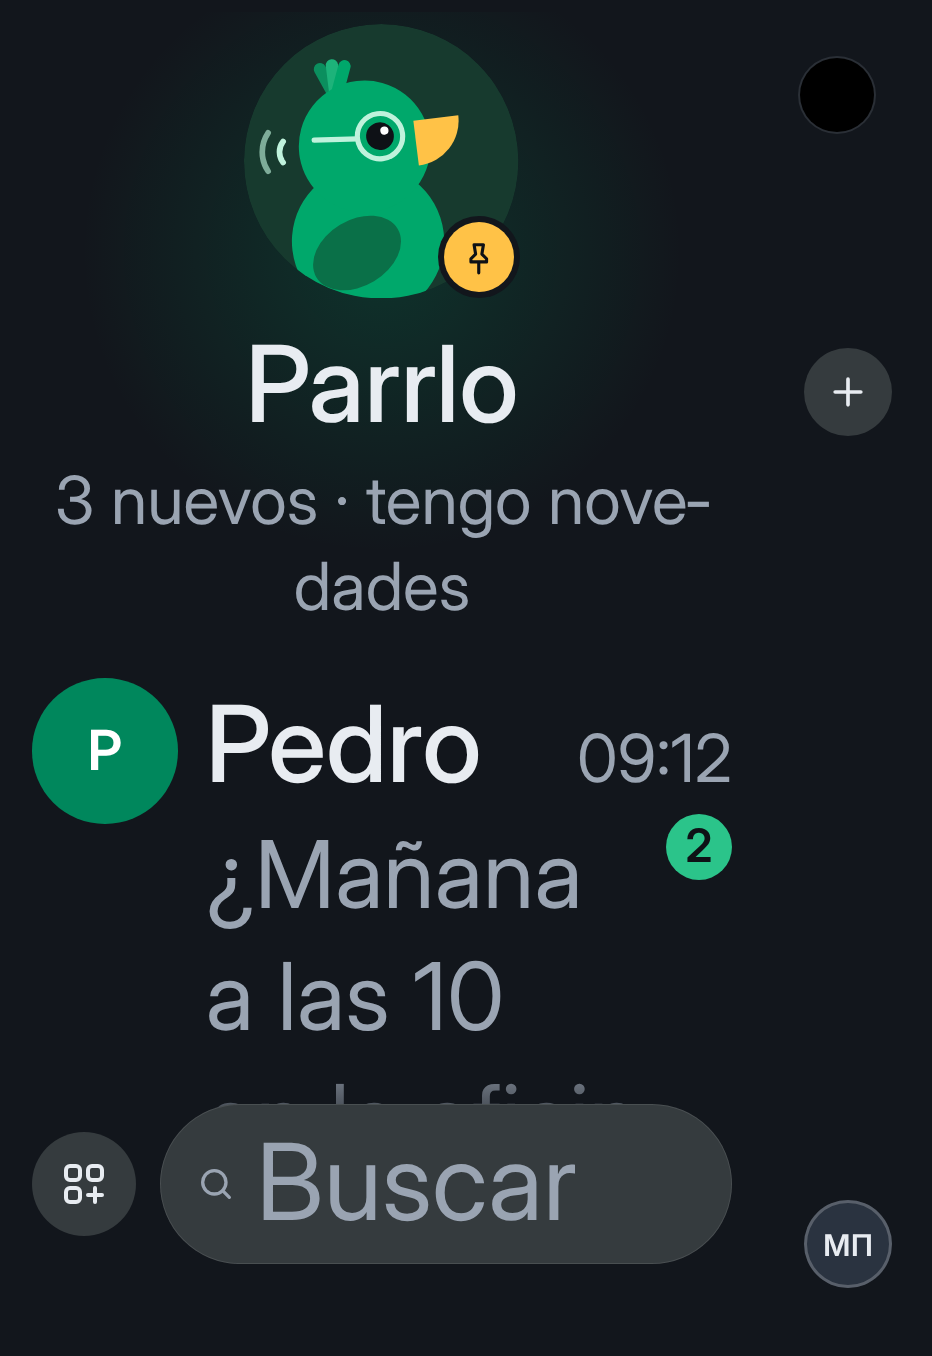 Parrlo
3 nuevos · tengo nove-
dades
P
Pedro
09:12
¿Mañana
2
a las 10
Buscar
МП